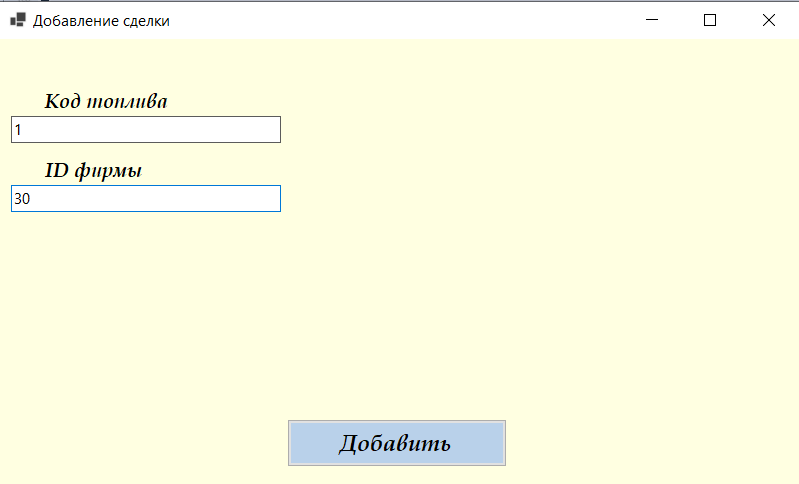 Добавление сделки
Код топлива
1
ID фирмы
30
Добавить